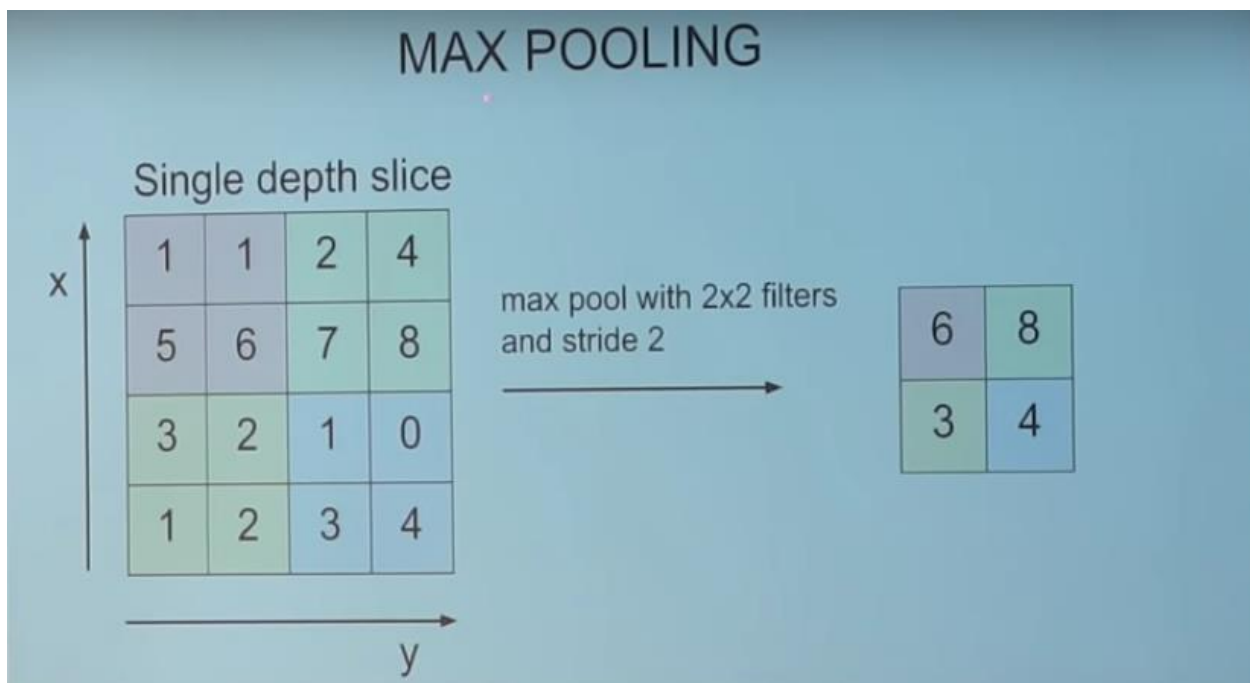 MAX POOLING
Single depth slice
x
1 1 2 4
5 6 7 8
3 2 1 0
1 2 3 4
y
max pool with 2x2 filters
and stride 2
6 8
3 4